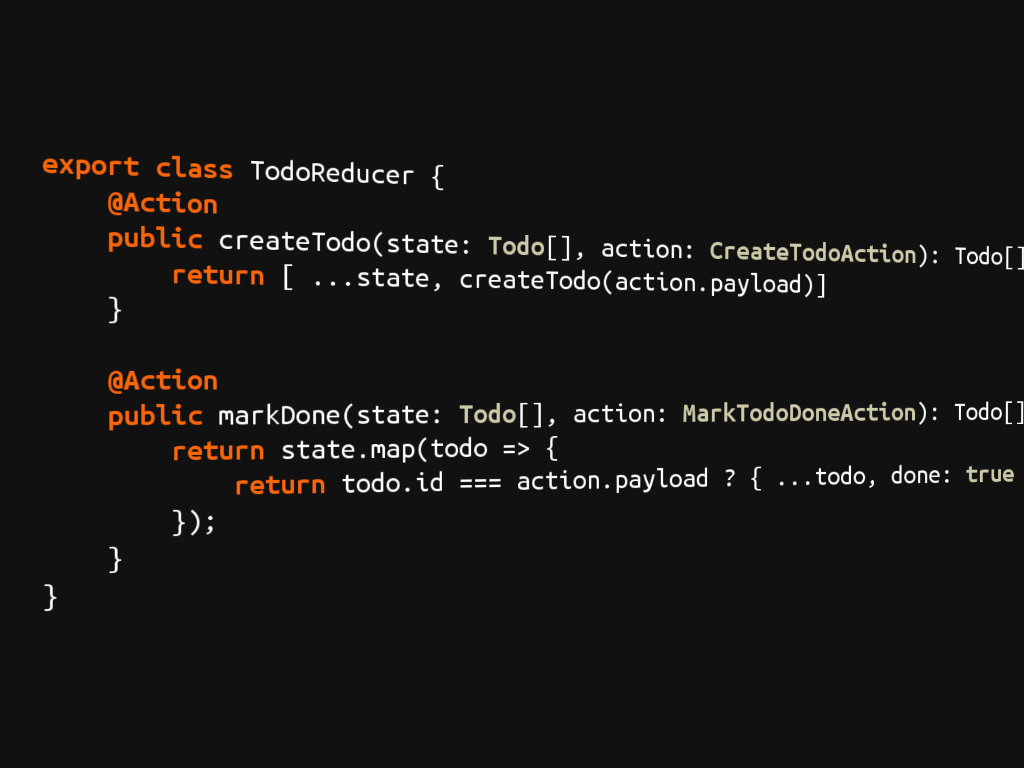 export class TodoReducer {
@Action
public createTodo(state: Todo[], action: CreateTodoAction): Todo[]
return [ ...state, createTodo(action.payload)]
}
@Action
public markDone(state: Todo[], action: MarkTodoDoneAction): Todo[]
return state.map(todo => {
return todo.id === action.payload ? { ...todo, done: true
});
}
}